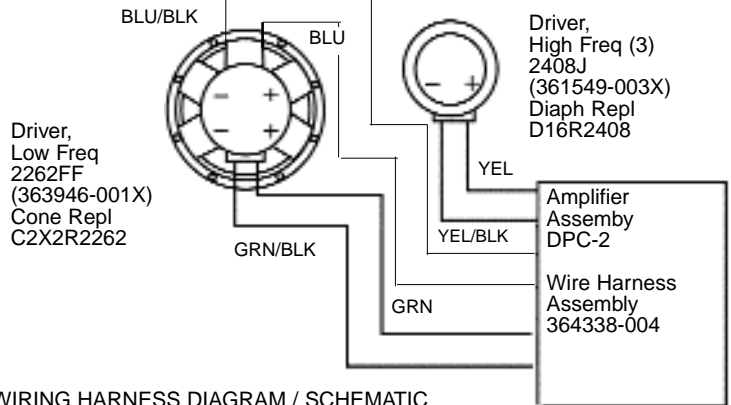 BLU/BLK
BLU
Driver,
High Freq (3)
2408J
(361549-003X)
Diaph Repl
D16R2408
Driver,
Low Freq
2262FF
(363946-001X)
Cone Repl
C2X2R2262
- +
- +
- +
YEL
YEL/BLK
GRN/BLK
GRN
Amplifier
Assemby
DPC-2
Wire Harness
Assembly
364338-004
WIRING HARNESS DIAGRAM / SCHEMATIC